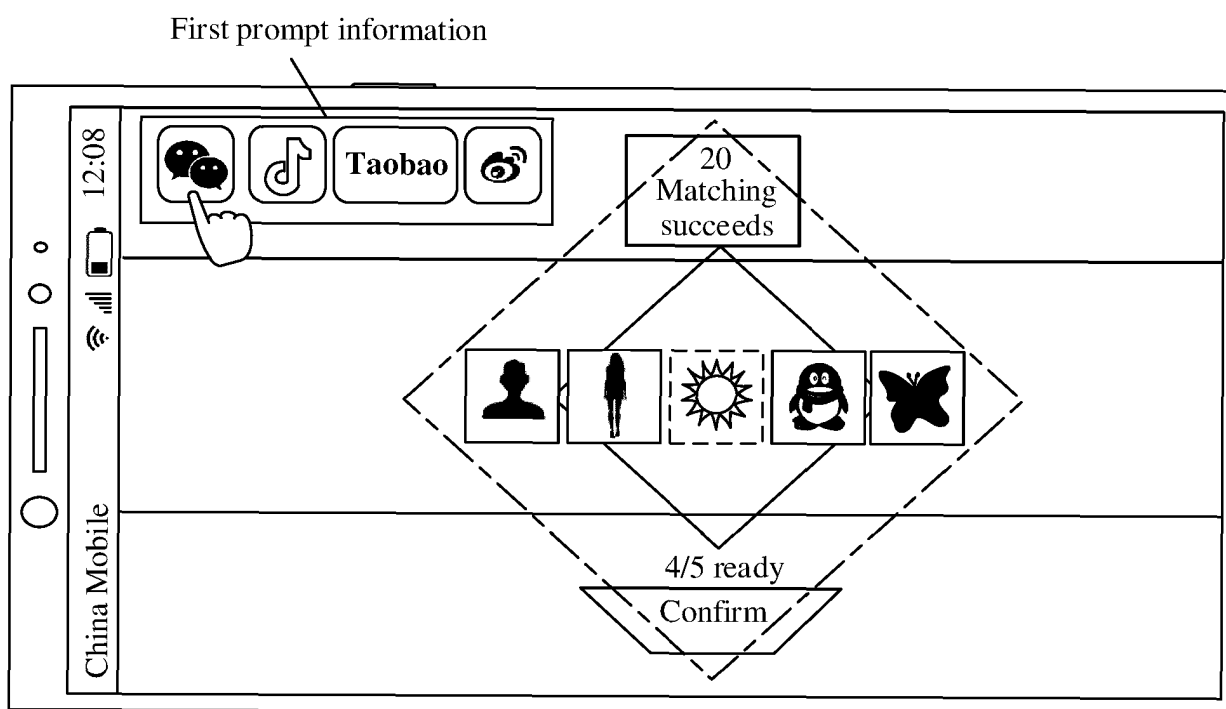 First prompt information
12:08
China Mobile
Taobao
20
Matching
succeeds
4/5 ready
Confirm